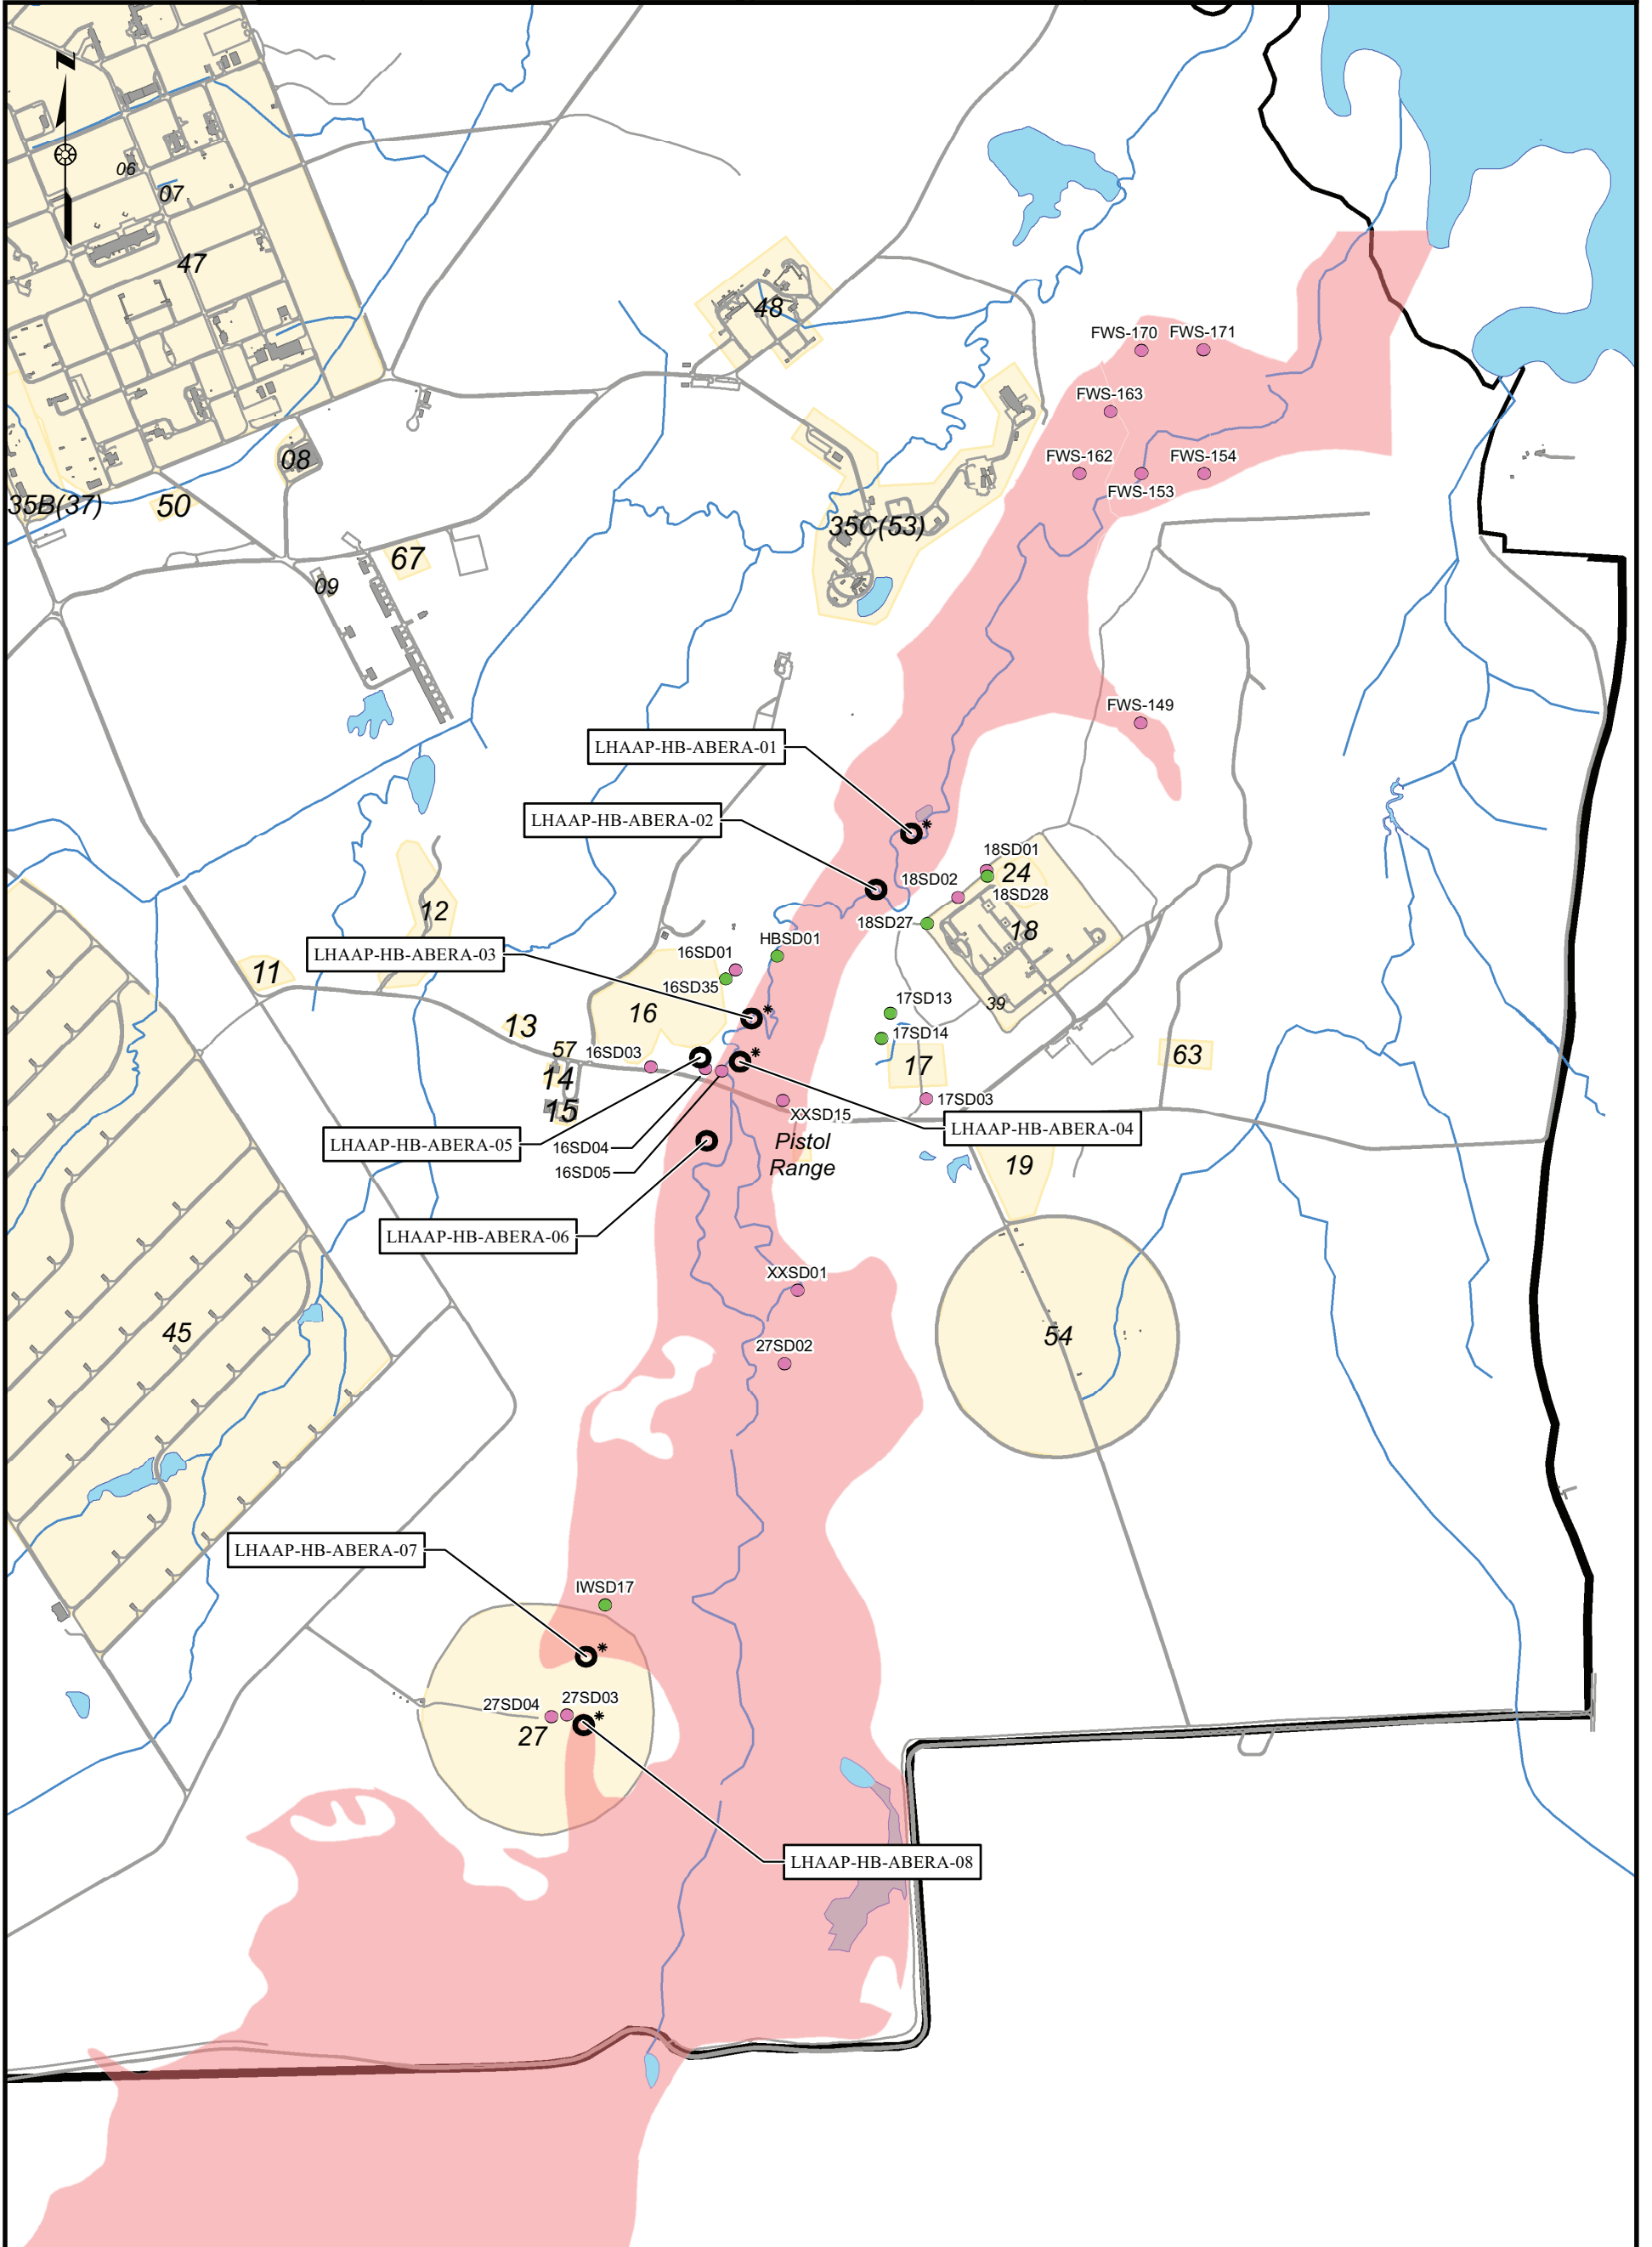 N
06
07
47
48
FWS-170
FWS-171
FWS-163
FWS-162
FWS-154
FWS-153
08
35B(37)
50
35C(53)
67
09
FWS-149
LHAAP-HB-ABERA-01
LHAAP-HB-ABERA-02
18SD01
24
18SD02
18SD28
12
18SD27
18
HBSD01
LHAAP-HB-ABERA-03
16SD01
11
16SD35
17SD13
39
16
13
17SD14
57
16SD03
63
17
14
15
17SD03
XXSD15
LHAAP-HB-ABERA-04
LHAAP-HB-ABERA-05
16SD04
Pistol
Range
16SD05
19
LHAAP-HB-ABERA-06
XXSD01
45
54
27SD02
LHAAP-HB-ABERA-07
IWSD17
*
27SD04
27SD03
*
27
LHAAP-HB-ABERA-08